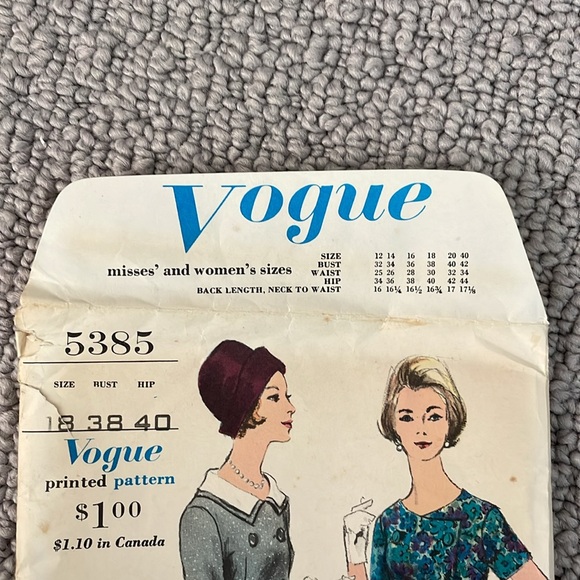 Vogue
SIZE 12 14 16 18 20 40
misses' and women's sizes BUST 32 34 36 38 40 42
WAIST 25 26 28 30 32 34
HIP 34 36 38 40 42 44
BACK LENGTH, NECK TO WAIST 16 16¼ 16½ 16¾ 17 17⅛
5385
SIZE BUST HIP
18 38 40
Vogue
printed pattern
$1.00
$1.10 in Canada